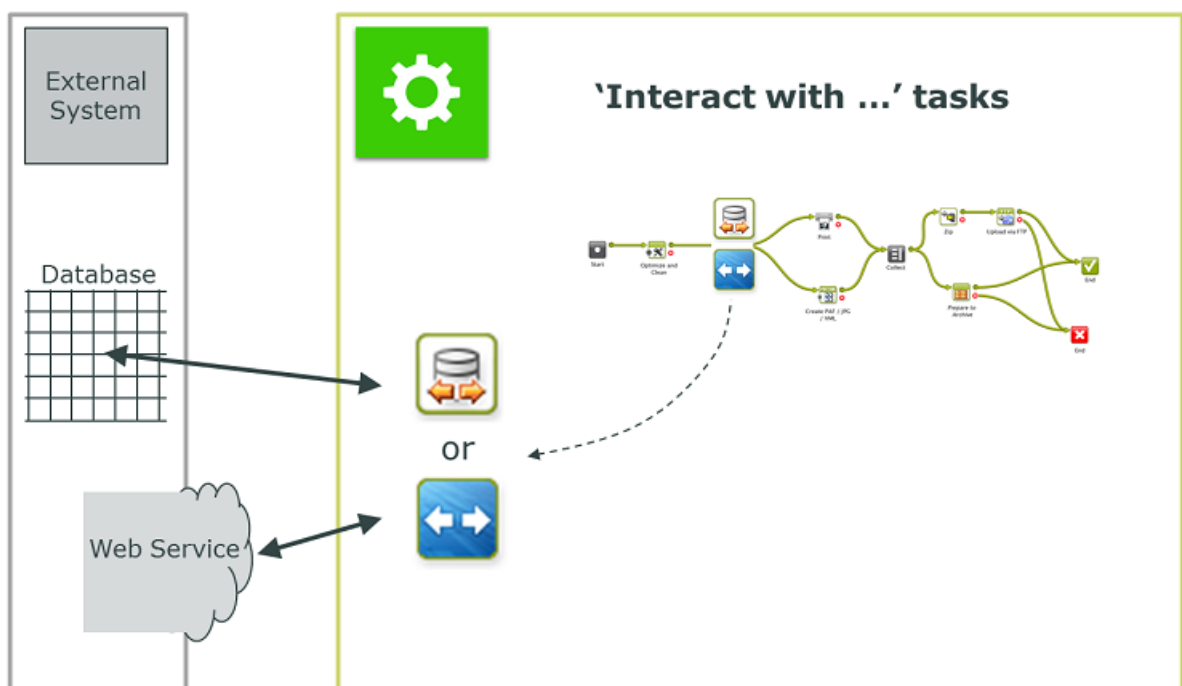 External
System
‘Interact with ...’ tasks
Database
or
Web Service
Start
Optimize and
Clean
Print
Create PAF / JPG
/ XML
Collect
Zip
Upload via FTP
Prepare to
Archive
End
End